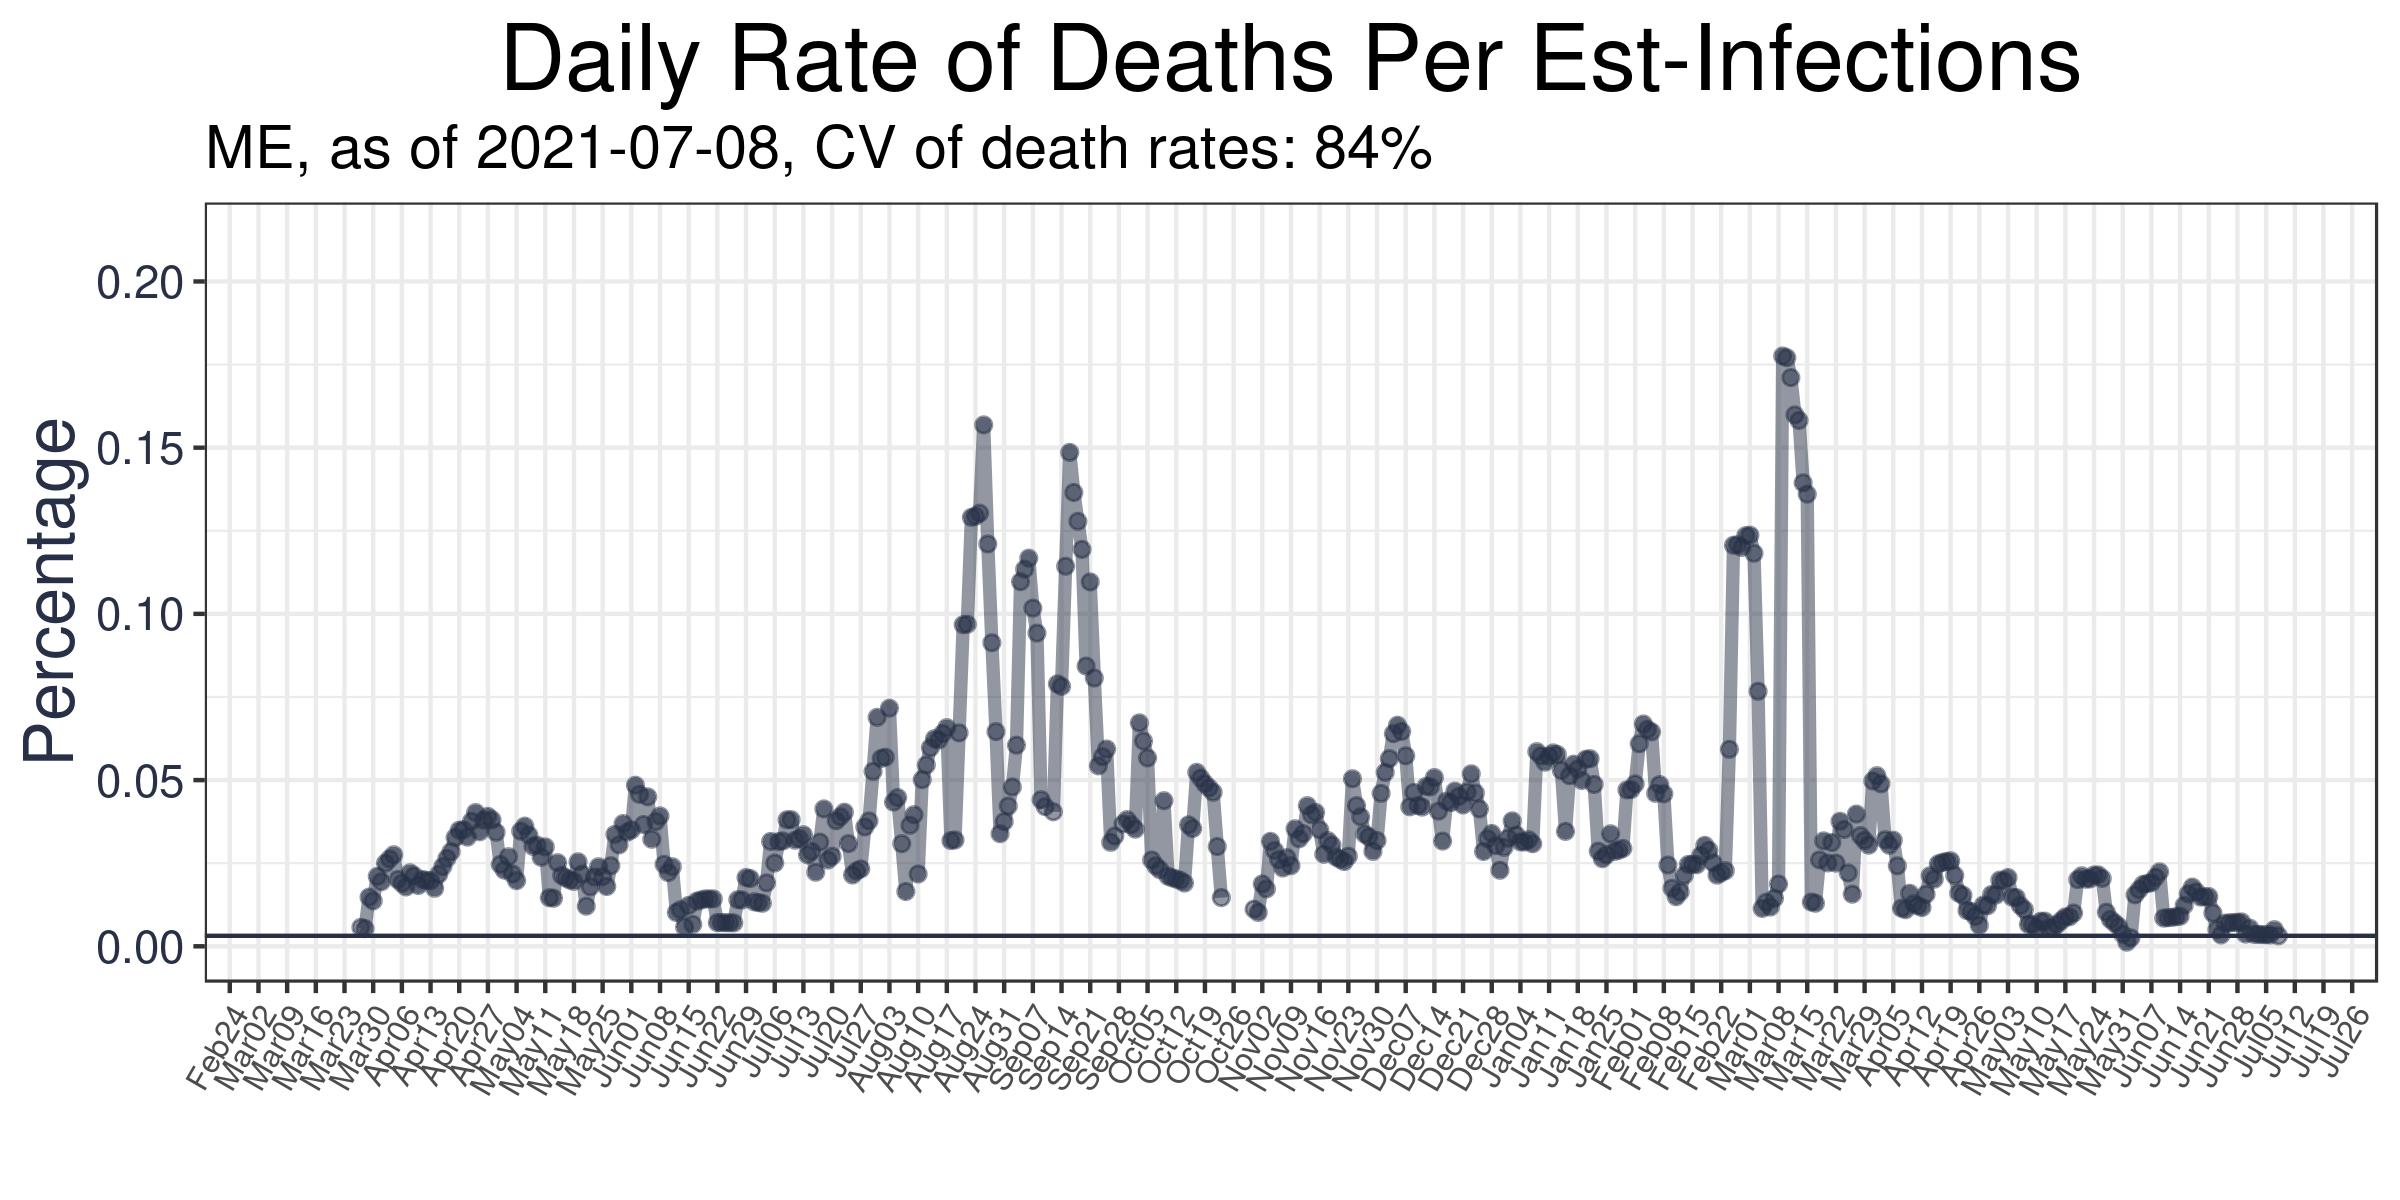 Daily Rate of Deaths Per Est-Infections
ME, as of 2021-07-08, CV of death rates: 84%
Percentage
0.20
0.15
0.10
0.05
0.00
Feb24
Mar02
Mar09
Mar16
Mar23
Mar30
Apr06
Apr13
Apr20
Apr27
May04
May11
May18
May25
Jun01
Jun08
Jun15
Jun22
Jun29
Jul06
Jul13
Jul20
Jul27
Aug03
Aug10
Aug17
Aug24
Aug31
Sep07
Sep14
Sep21
Sep28
Oct05
Oct12
Oct19
Oct26
Nov02
Nov09
Nov16
Nov23
Nov30
Dec07
Dec14
Dec21
Dec28
Jan04
Jan11
Jan18
Jan25
Feb01
Feb08
Feb15
Feb22
Mar01
Mar08
Mar15
Mar22
Mar29
Apr05
Apr12
Apr19
Apr26
May03
May10
May17
May24
May31
Jun07
Jun14
Jun21
Jun28
Jul05
Jul12
Jul19
Jul26